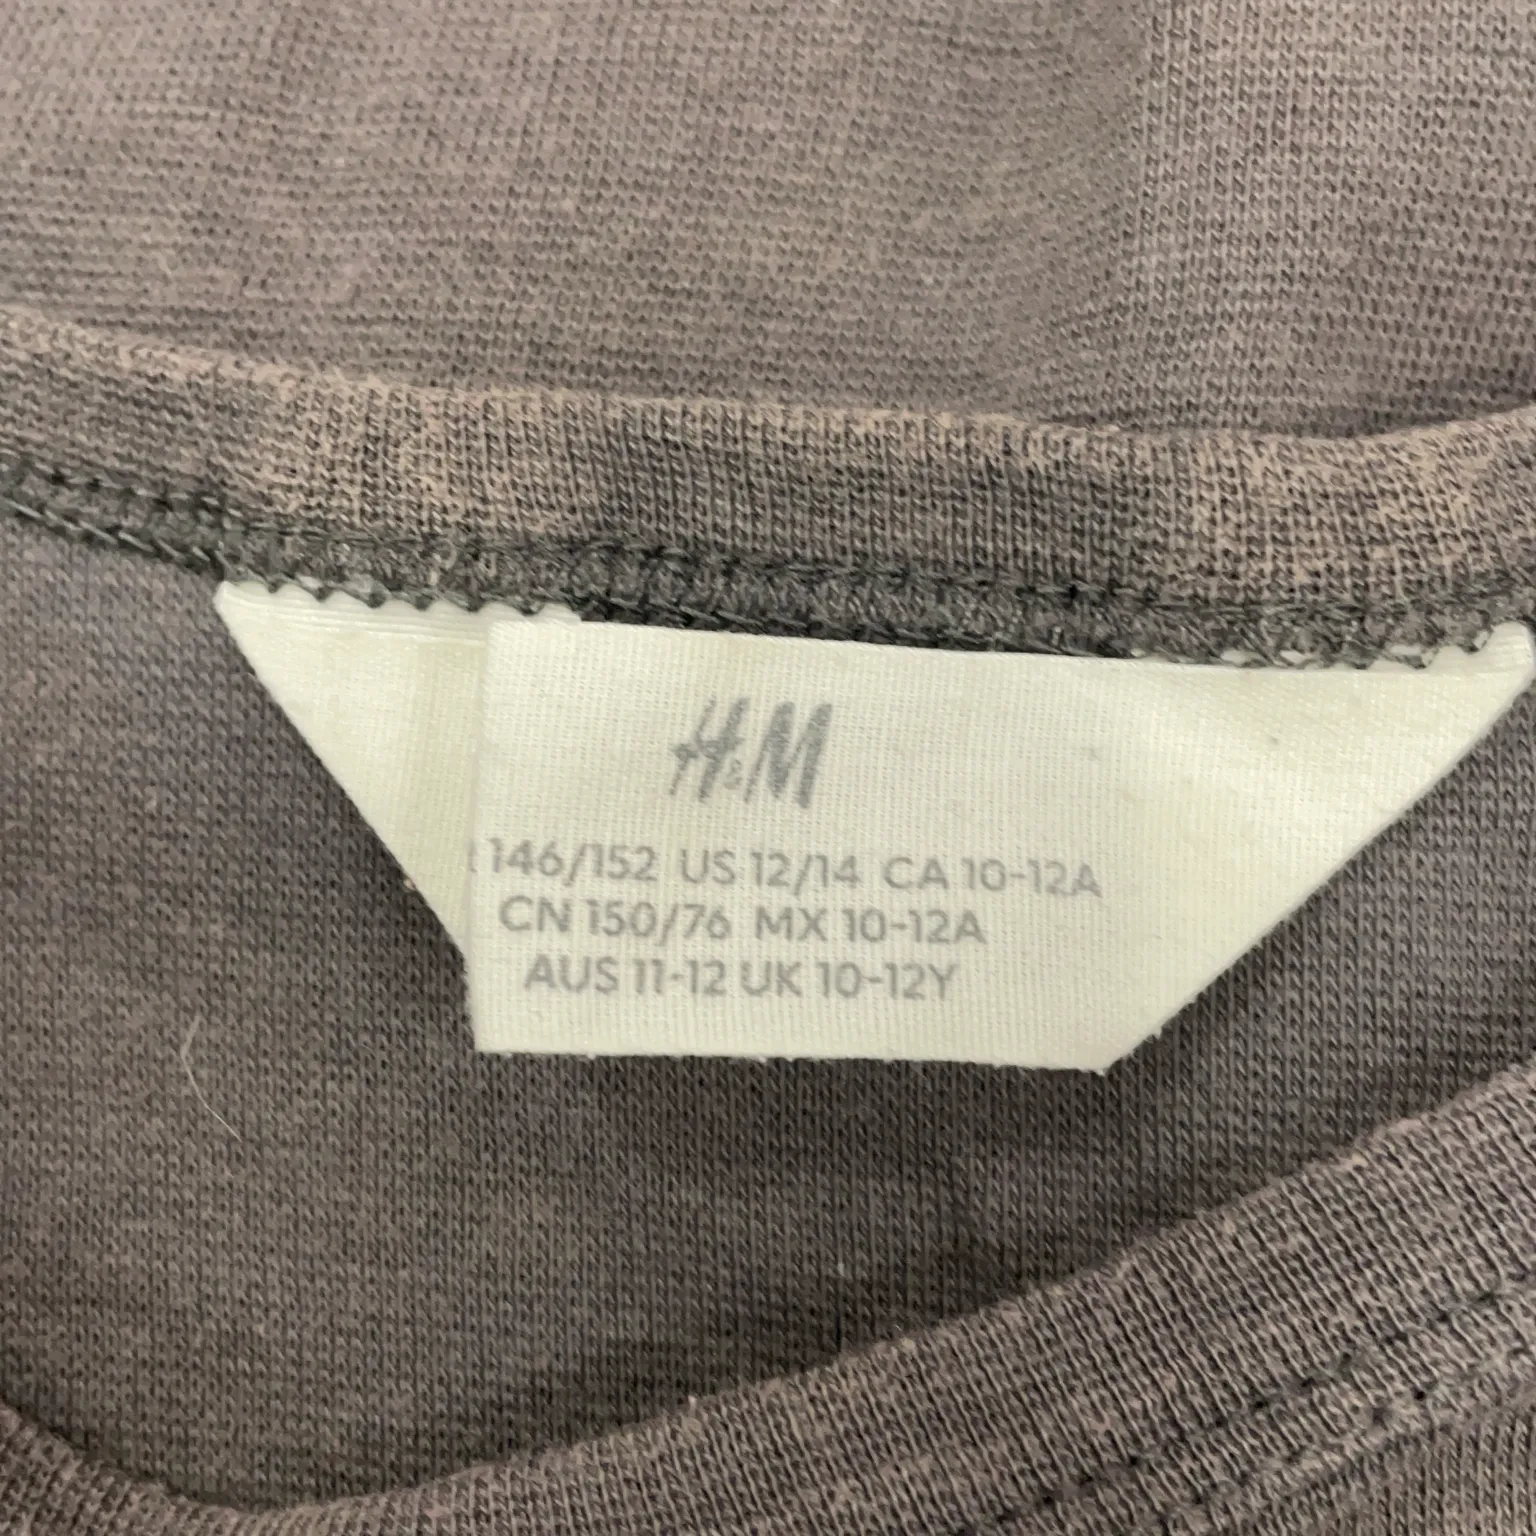 H&M
146/152 US 12/14 CA 10-12A
CN 150/76 MX 10-12A
AUS 11-12 UK 10-12Y